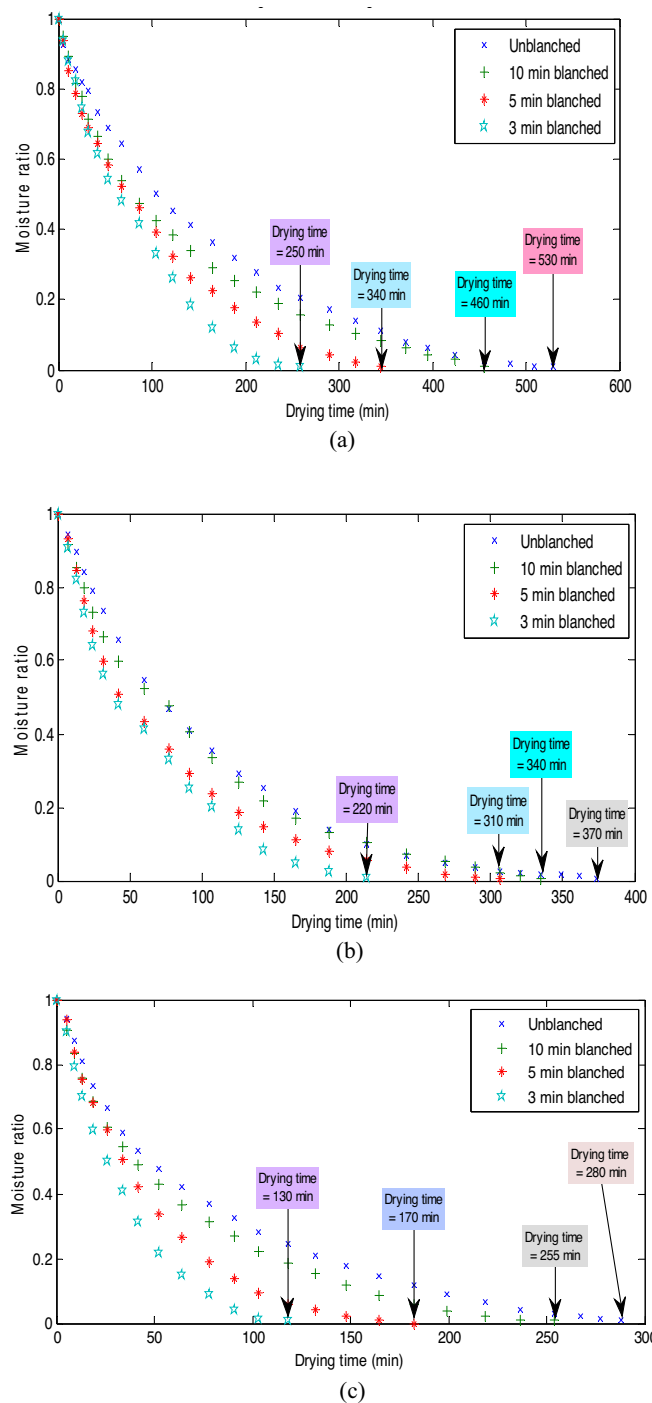 1
0.8
0.6
0.4
0.2
0
Moisture ratio
Unblanched
10 min blanched
5 min blanched
3 min blanched
Drying time
= 250 min
Drying time
= 340 min
Drying time
= 460 min
Drying time
= 530 min
0 100 200 300 400 500 600
Drying time (min)
(a)
1
0.8
0.6
0.4
0.2
0
Moisture ratio
Unblanched
10 min blanched
5 min blanched
3 min blanched
Drying time
= 220 min
Drying time
= 310 min
Drying time
= 340 min
Drying time
= 370 min
0 50 100 150 200 250 300 350 400
Drying time (min)
(b)
1
0.8
0.6
0.4
0.2
0
Moisture ratio
Unblanched
10 min blanched
5 min blanched
3 min blanched
Drying time
= 130 min
Drying time
= 170 min
Drying time
= 255 min
Drying time
= 280 min
0 50 100 150 200 250 300
Drying time (min)
(c)